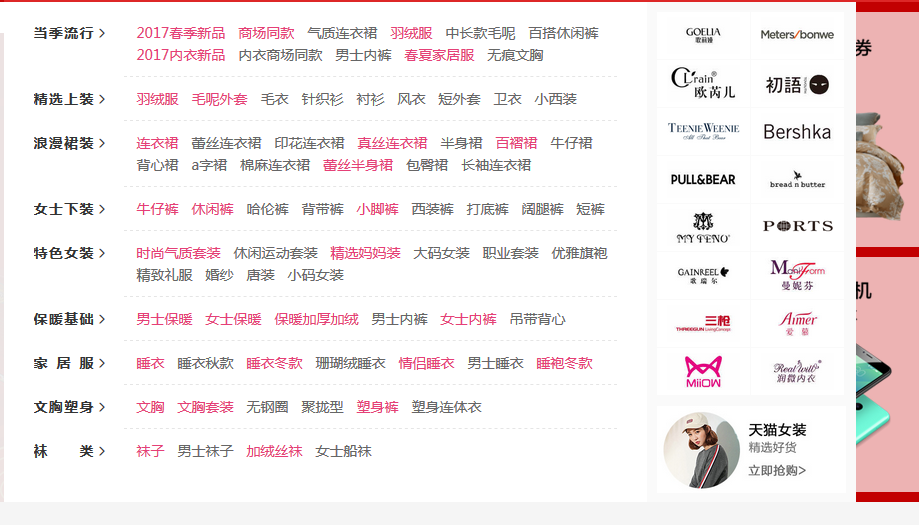 当季流行 >
2017春季新品 商场同款 气质连衣裙 羽绒服 中长款毛呢 百搭休闲裤
2017内衣新品 内衣商场同款 男士内裤 春夏家居服 无痕文胸
精选上装 >
羽绒服 毛呢外套 毛衣 针织衫 衬衫 风衣 短外套 卫衣 小西装
浪漫裙装 >
连衣裙 蕾丝连衣裙 印花连衣裙 真丝连衣裙 半身裙 百褶裙 牛仔裙
背心裙 a字裙 棉麻连衣裙 蕾丝半身裙 包臀裙 长袖连衣裙
女士下装 >
牛仔裤 休闲裤 哈伦裤 背带裤 小脚裤 西装裤 打底裤 阔腿裤 短裤
特色女装 >
时尚气质套装 休闲运动套装 精选妈妈装 大码女装 职业套装 优雅旗袍
精致礼服 婚纱 唐装 小码女装
保暖基础 >
男士保暖 女士保暖 保暖加厚加绒 男士内裤 女士内裤 吊带背心
家 居 服 >
睡衣 睡衣秋款 睡衣冬款 珊瑚绒睡衣 情侣睡衣 男士睡衣 睡袍冬款
文胸塑身 >
文胸 文胸套装 无钢圈 聚拢型 塑身裤 塑身连体衣
袜 类 >
袜子 男士袜子 加绒丝袜 女士船袜
GOELIA
歌莉娅
Meters/bonwe
CLrain®
欧芮儿
初語
TEENIE WEENIE
All That Bear
Bershka
PULL&BEAR
bread n butter
MYTENO®
PORTS
GAINREEL
歌瑞尔
ManiForm
曼妮芬
三枪
THREEGUN LivingConcept
Aimer
爱慕
MiiOW
Realwill®
润微内衣
天猫女装
精选好货
立即抢购>
券
机